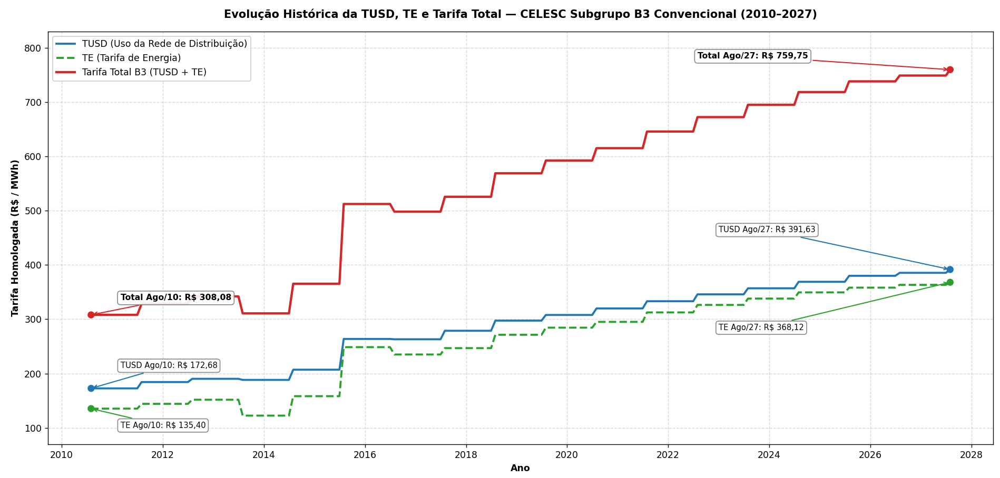 Evolução Histórica da TUSD, TE e Tarifa Total — CELESC Subgrupo B3 Convencional (2010–2027)
TUSD (Uso da Rede de Distribuição)
TE (Tarifa de Energia)
Tarifa Total B3 (TUSD + TE)
Total Ago/27: R$ 759,75
TUSD Ago/27: R$ 391,63
Total Ago/10: R$ 308,08
TE Ago/27: R$ 368,12
TUSD Ago/10: R$ 172,68
TE Ago/10: R$ 135,40
Tarifa Homologada (R$ / MWh)
800
700
600
500
400
300
200
100
2010 2012 2014 2016 2018 2020 2022 2024 2026 2028
Ano